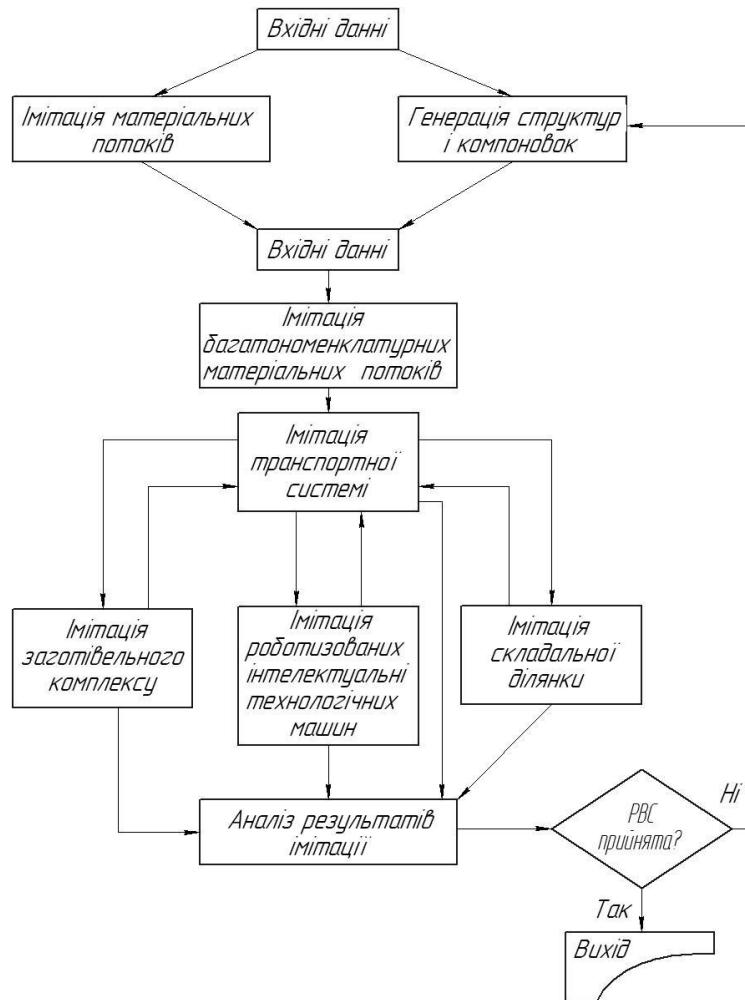 Вхідні данні
Імітація матеріальних
потоків
Генерація структур
і компоновок
Вхідні данні
Імітація
багатономенклатурних
матеріальних потоків
Імітація
транспортної
системі
Імітація
заготівельного
комплексу
Імітація
роботизованих
інтелектуальні
технологічних
машин
Імітація
складальної
ділянки
Аналіз результатів
імітації
РВС
прийнята?
Ні
Так
Вихід